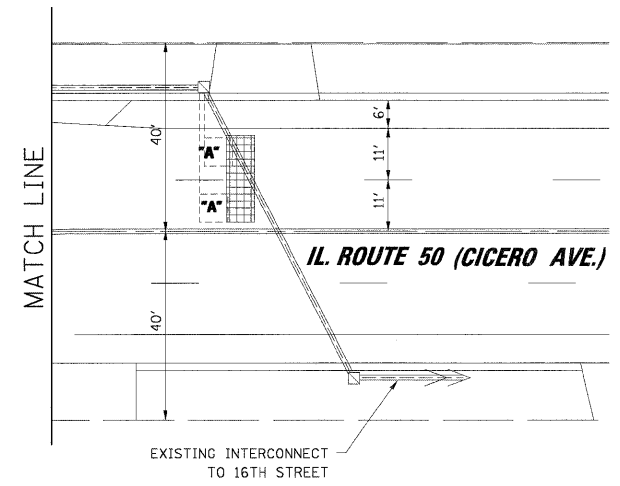 MATCH LINE
40'
6'
11'
11'
"A"
"A"
IL. ROUTE 50 (CICERO AVE.)
40'
EXISTING INTERCONNECT
TO 16TH STREET